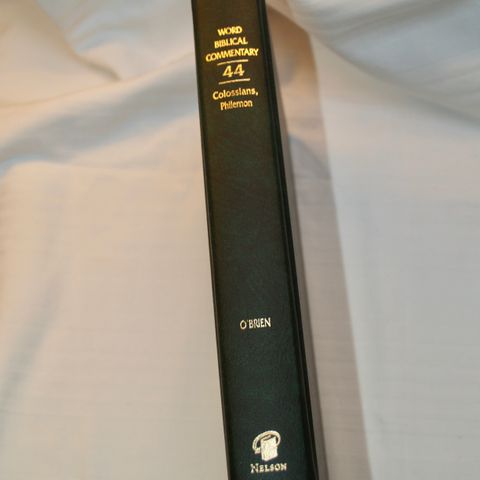 WORD
BIBLICAL
COMMENTARY
44
Colossians,
Philemon
O'BRIEN
NELSON